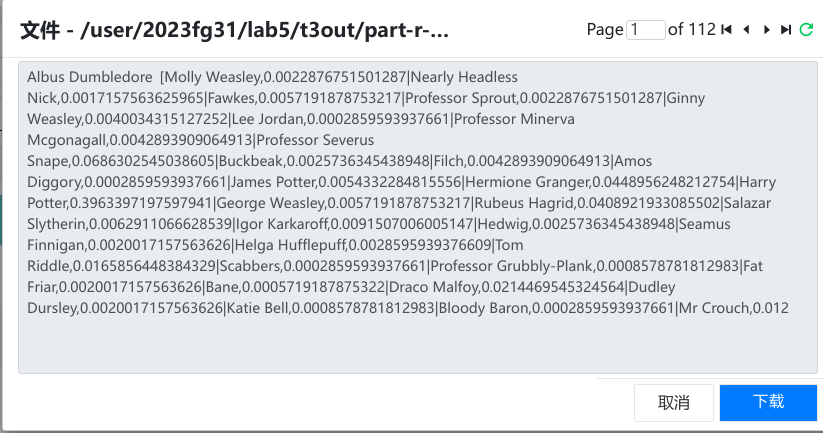 文件 - /user/2023fg31/lab5/t3out/part-r-...
Page 1 of 112
Albus Dumbledore [Molly Weasley,0.0022876751501287|Nearly Headless
Nick,0.0017157563625965|Fawkes,0.0057191878753217|Professor Sprout,0.0022876751501287|Ginny
Weasley,0.0040034315127252|Lee Jordan,0.0002859593937661|Professor Minerva
Mcgonagall,0.0042893909064913|Professor Severus
Snape,0.0686302545038605|Buckbeak,0.0025736345438948|Filch,0.0042893909064913|Amos
Diggory,0.0002859593937661|James Potter,0.0054332284815556|Hermione Granger,0.0448956248212754|Harry
Potter,0.3963397197597941|George Weasley,0.0057191878753217|Rubeus Hagrid,0.0408921933085502|Salazar
Slytherin,0.0062911066628539|Igor Karkaroff,0.0091507006005147|Hedwig,0.0025736345438948|Seamus
Finnigan,0.0020017157563626|Helga Hufflepuff,0.0028595939376609|Tom
Riddle,0.0165856448384329|Scabbers,0.0002859593937661|Professor Grubbly-Plank,0.0008578781812983|Fat
Friar,0.0020017157563626|Bane,0.0005719187875322|Draco Malfoy,0.0214469545324564|Dudley
Dursley,0.0020017157563626|Katie Bell,0.0008578781812983|Bloody Baron,0.0002859593937661|Mr Crouch,0.012
取消
下载